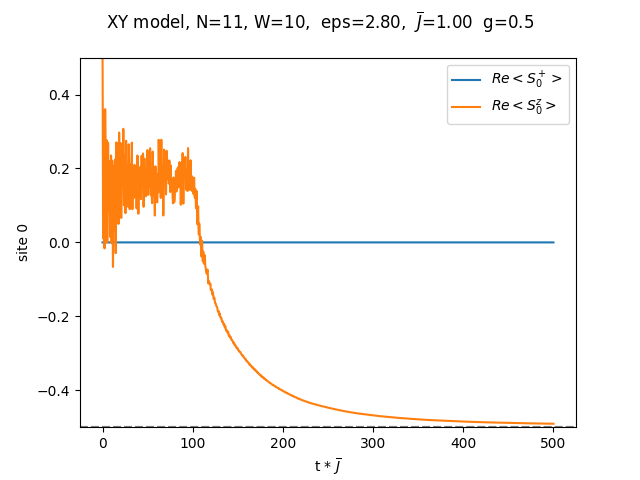 XY model, N=11, W=10,  eps=2.80,  J̅=1.00  g=0.5
Re<S₀⁺>
Re<S₀ᶻ>
0.4
0.2
0.0
−0.2
−0.4
site 0
0
100
200
300
400
500
t * J̅